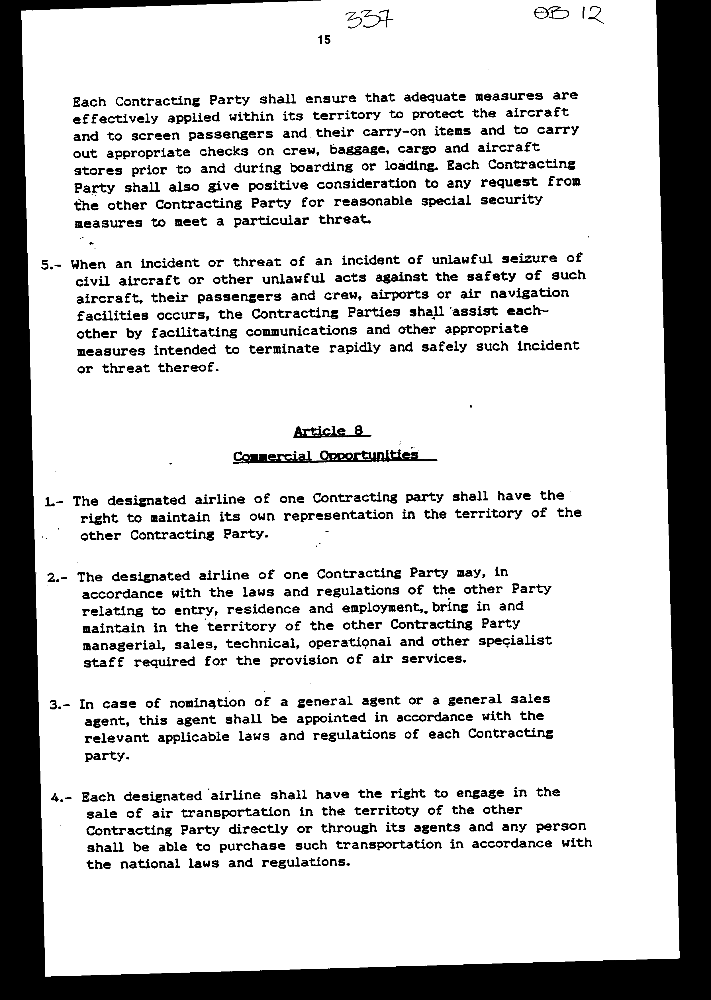 337
OB 12
15
Each Contracting Party shall ensure that adequate measures are
effectively applied within its territory to protect the aircraft
and to screen passengers and their carry-on items and to carry
out appropriate checks on crew, baggage, cargo and aircraft
stores prior to and during boarding or loading. Each Contracting
Party shall also give positive consideration to any request from
the other Contracting Party for reasonable special security
measures to meet a particular threat.
5.- When an incident or threat of an incident of unlawful seizure of
civil aircraft or other unlawful acts against the safety of such
aircraft, their passengers and crew, airports or air navigation
facilities occurs, the Contracting Parties shall assist each-
other by facilitating communications and other appropriate
measures intended to terminate rapidly and safely such incident
or threat thereof.
Article 8
Commercial Opportunities
1.- The designated airline of one Contracting party shall have the
right to maintain its own representation in the territory of the
other Contracting Party.
2.- The designated airline of one Contracting Party may, in
accordance with the laws and regulations of the other Party
relating to entry, residence and employment, bring in and
maintain in the territory of the other Contracting Party
managerial, sales, technical, operational and other specialist
staff required for the provision of air services.
3.- In case of nomination of a general agent or a general sales
agent, this agent shall be appointed in accordance with the
relevant applicable laws and regulations of each Contracting
party.
4.- Each designated airline shall have the right to engage in the
sale of air transportation in the territoty of the other
Contracting Party directly or through its agents and any person
shall be able to purchase such transportation in accordance with
the national laws and regulations.